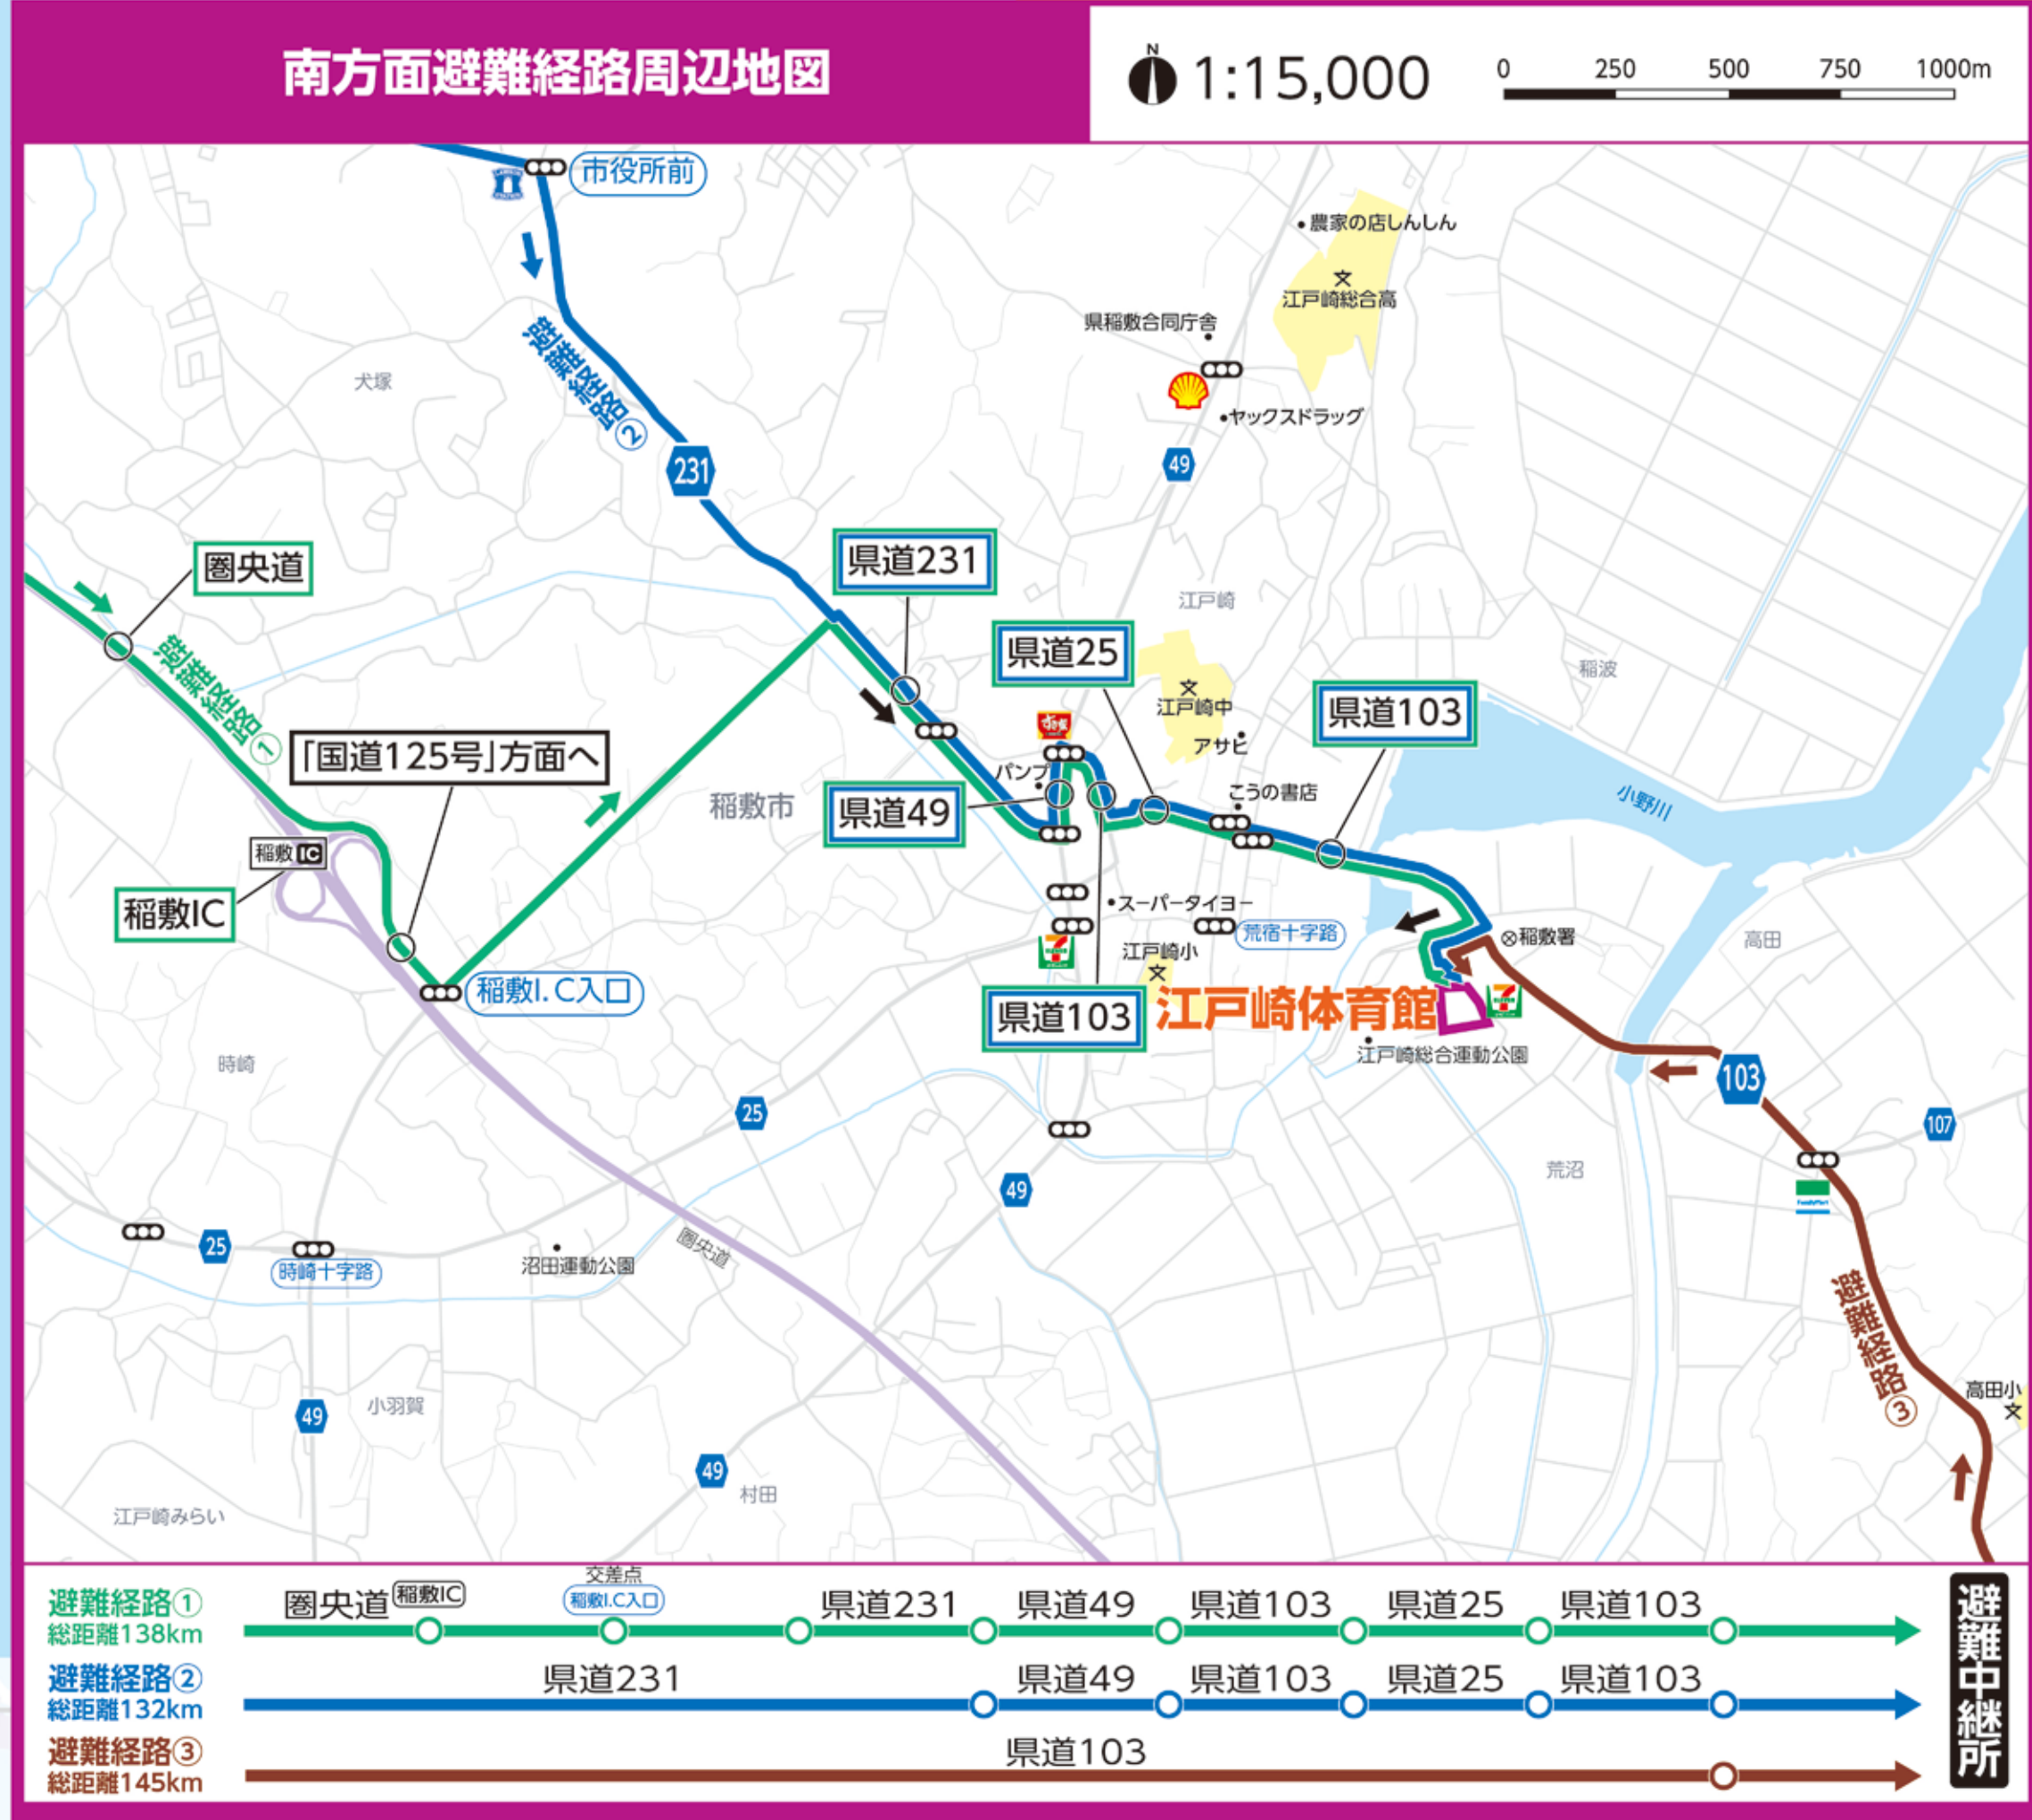 南方面避難経路周辺地図
N
1:15,000
0 250 500 750 1000m
市役所前
農家の店しんしん
文
江戸崎総合高
県稲敷合同庁舎
避難経路②
犬塚
ヤックスドラッグ
231
49
圏央道
県道231
江戸崎
県道25
稲波
避難経路①
文
江戸崎中
県道103
すき家
アサヒ
「国道125号」方面へ
パンプ
こうの書店
小野川
稲敷市
県道49
稲敷IC
稲敷IC
スーパータイヨー
荒宿十字路
稲敷署
高田
江戸崎小
文
稲敷I.C入口
県道103
江戸崎体育館
江戸崎総合運動公園
時崎
103
25
107
49
荒沼
25
時崎十字路
沼田運動公園
圏央道
FamilyMart
避難経路③
高田小
文
49
小羽賀
49
村田
江戸崎みらい
避難経路①
総距離138km
圏央道 稲敷IC
交差点
稲敷I.C入口
県道231 県道49 県道103 県道25 県道103
避難経路②
総距離132km
県道231 県道49 県道103 県道25 県道103
避難経路③
総距離145km
県道103
避難中継所